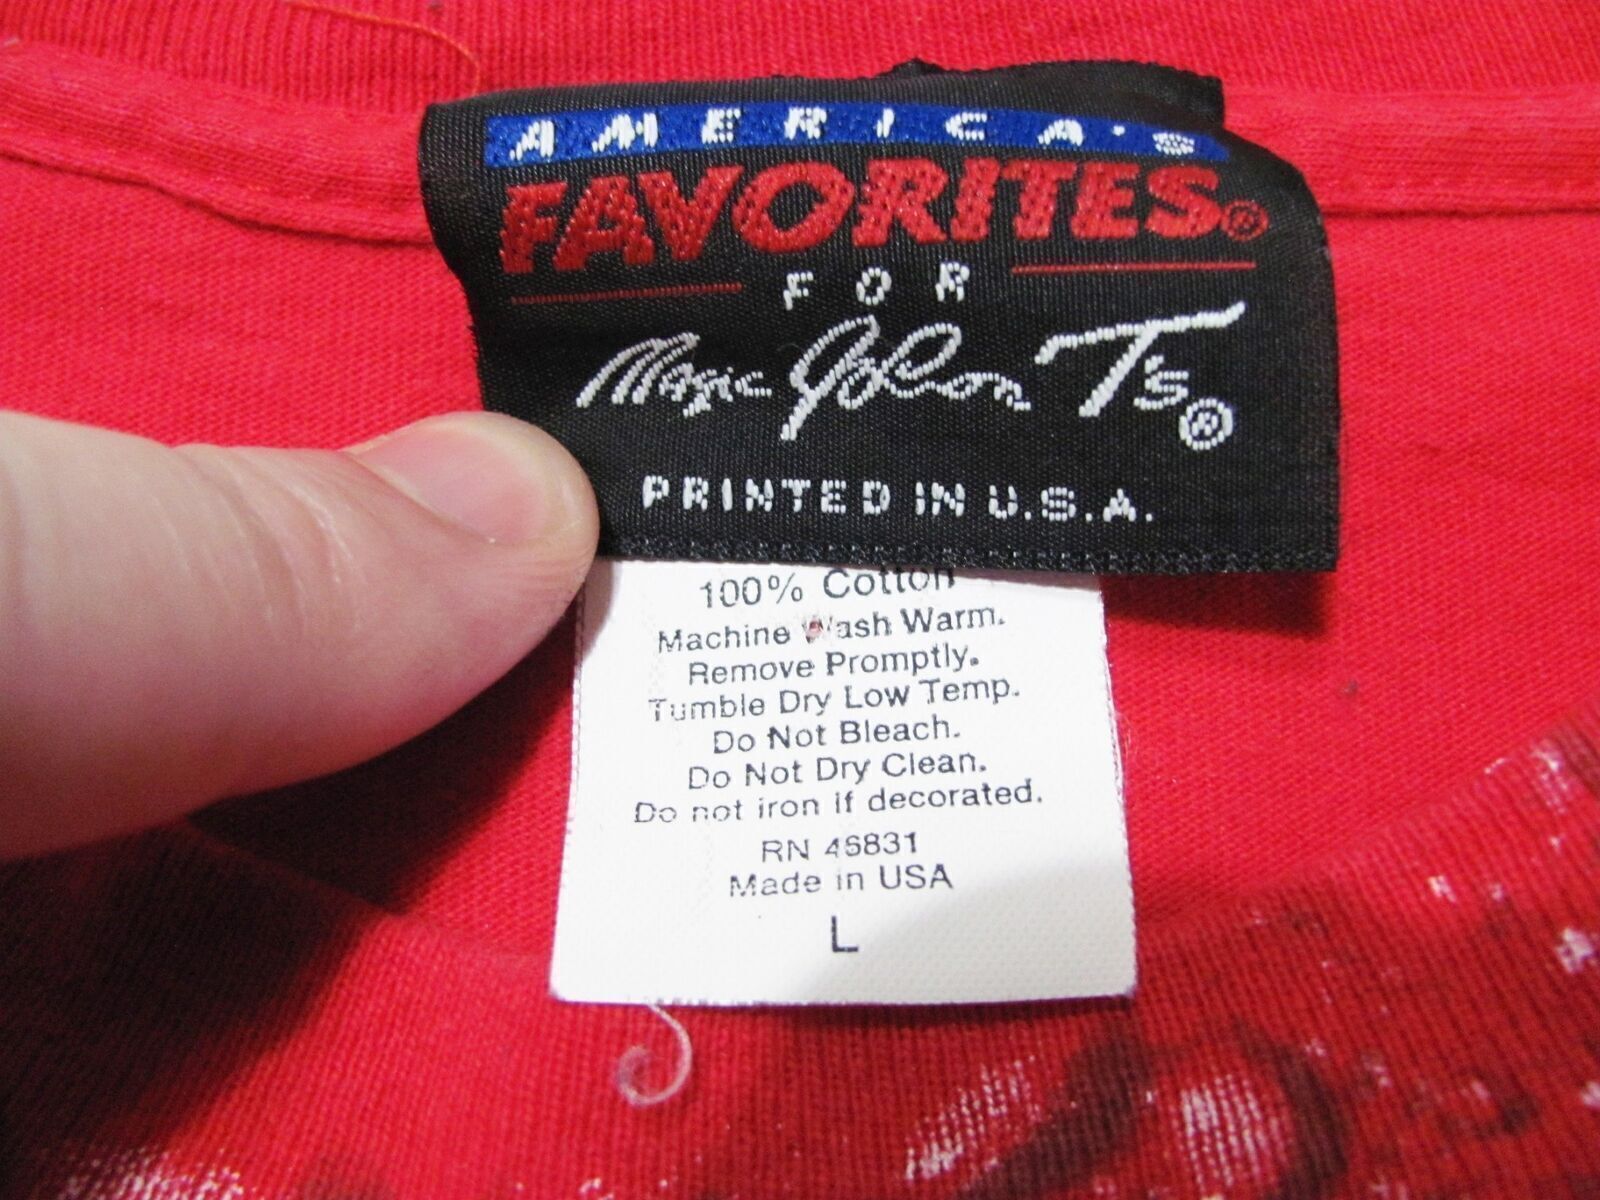 AMERICA'S
FAVORITES®
FOR
Magic Johnson T's®
PRINTED IN U.S.A.
100% Cotton
Machine Wash Warm.
Remove Promptly.
Tumble Dry Low Temp.
Do Not Bleach.
Do Not Dry Clean.
Do not iron if decorated.
RN 46831
Made in USA
L